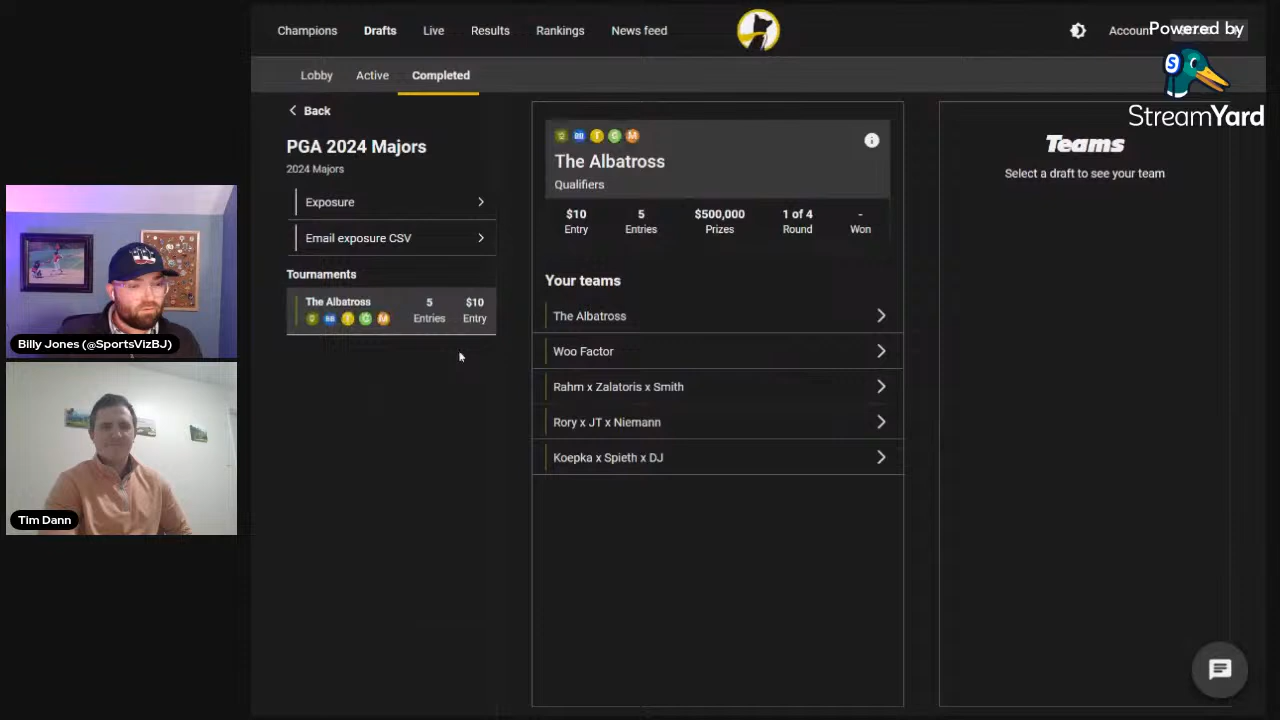 Champions
Drafts
Live
Results
Rankings
News feed
Accoun
Powered by
StreamYard
Lobby
Active
Completed
Back
PGA 2024 Majors
2024 Majors
Exposure
Email exposure CSV
Tournaments
The Albatross
5
Entries
$10
Entry
The Albatross
Qualifiers
$10
Entry
5
Entries
$500,000
Prizes
1 of 4
Round
-
Won
Your teams
The Albatross
Woo Factor
Rahm x Zalatoris x Smith
Rory x JT x Niemann
Koepka x Spieth x DJ
Teams
Select a draft to see your team
Billy Jones (@SportsVizBJ)
Tim Dann